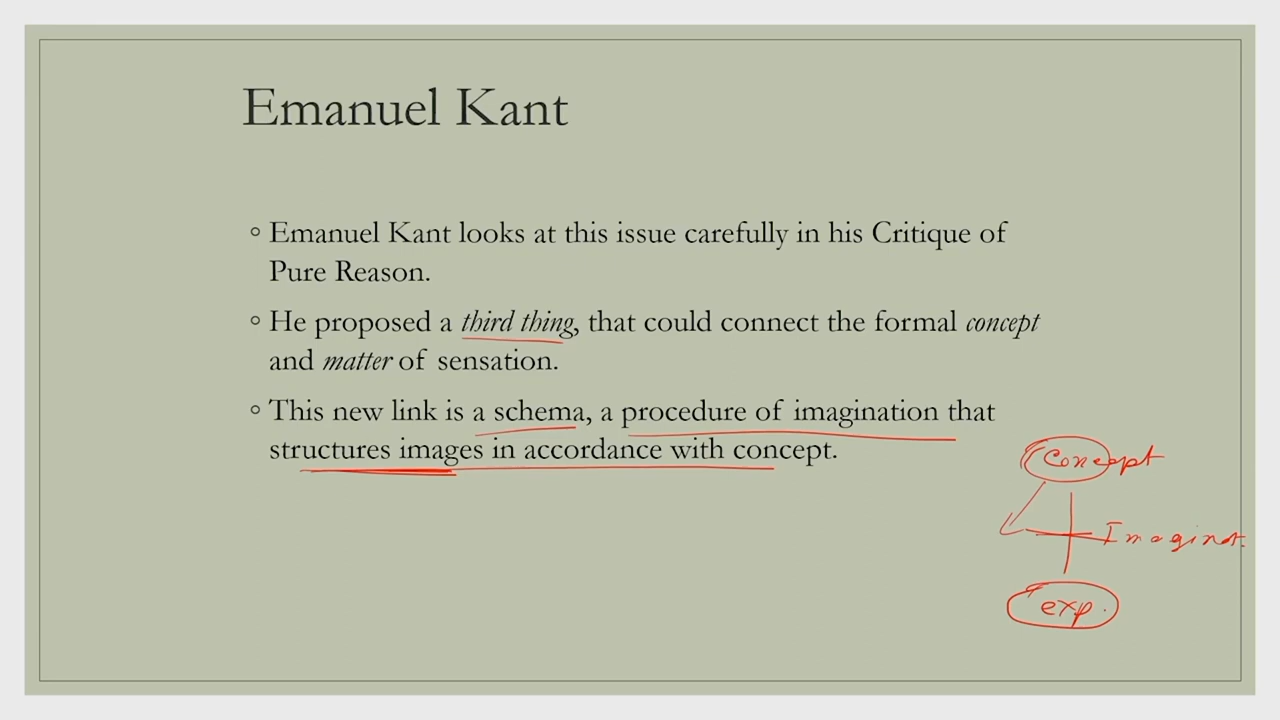 Emanuel Kant
◦ Emanuel Kant looks at this issue carefully in his Critique of
Pure Reason.
◦ He proposed a third thing, that could connect the formal concept
and matter of sensation.
◦ This new link is a schema, a procedure of imagination that
structures images in accordance with concept.
Concept
Imaginat.
exp.